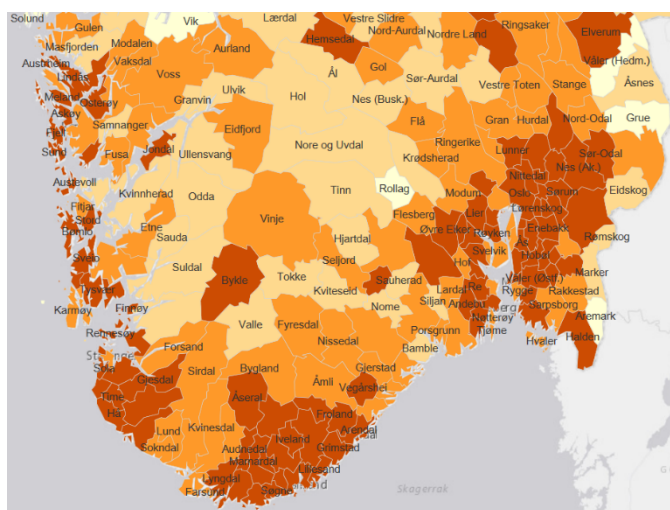 Solund
Gulen
Vik
Lærdal
Vestre Slidre
Nord-Aurdal
Nordre Land
Ringsaker
Elverum
Masfjorden
Modalen
Aurland
Hemsedal
Våler (Hedm.)
Austrheim
Lindås
Vaksdal
Voss
Ål
Gol
Sør-Aurdal
Vestre Toten
Stange
Åsnes
Meland
Osterøy
Granvin
Ulvik
Hol
Nes (Busk.)
Askøy
Samnanger
Eidfjord
Flå
Gran
Hurdal
Nord-Odal
Grue
Fjell
Sund
Fusa
Jondal
Ullensvang
Nore og Uvdal
Ringerike
Krødsherad
Lunner
Nittedal
Sør-Odal
Nes (Ak.)
Austevoll
Kvinnherad
Odda
Tinn
Rollag
Modum
Oslo
Sørum
Eidskog
Fitjar
Stord
Bømlo
Etne
Sauda
Vinje
Flesberg
Lier
Lørenskog
Øvre Eiker
Røyken
Enebakk
Rømskog
Hjartdal
Hof
Svelvik
Ås
Hobøl
Sveio
Suldal
Seljord
Tysvær
Bykle
Tokke
Kviteseid
Sauherad
Lardal
Re
Våler (Østf.)
Marker
Karmøy
Finnøy
Nome
Siljan
Andebu
Rygge
Rakkestad
Rennesøy
Valle
Fyresdal
Nissedal
Porsgrunn
Nøtterøy
Tjøme
Sarpsborg
Aremark
Forsand
Bamble
Hvaler
Halden
Sola
Gjesdal
Sirdal
Bygland
Gjerstad
Time
Åseral
Åmli
Vegårshei
Hå
Lund
Kvinesdal
Froland
Arendal
Sokndal
Audnedal
Iveland
Grimstad
Marnardal
Lyngdal
Lillesand
Farsund
Søgne
Skagerrak